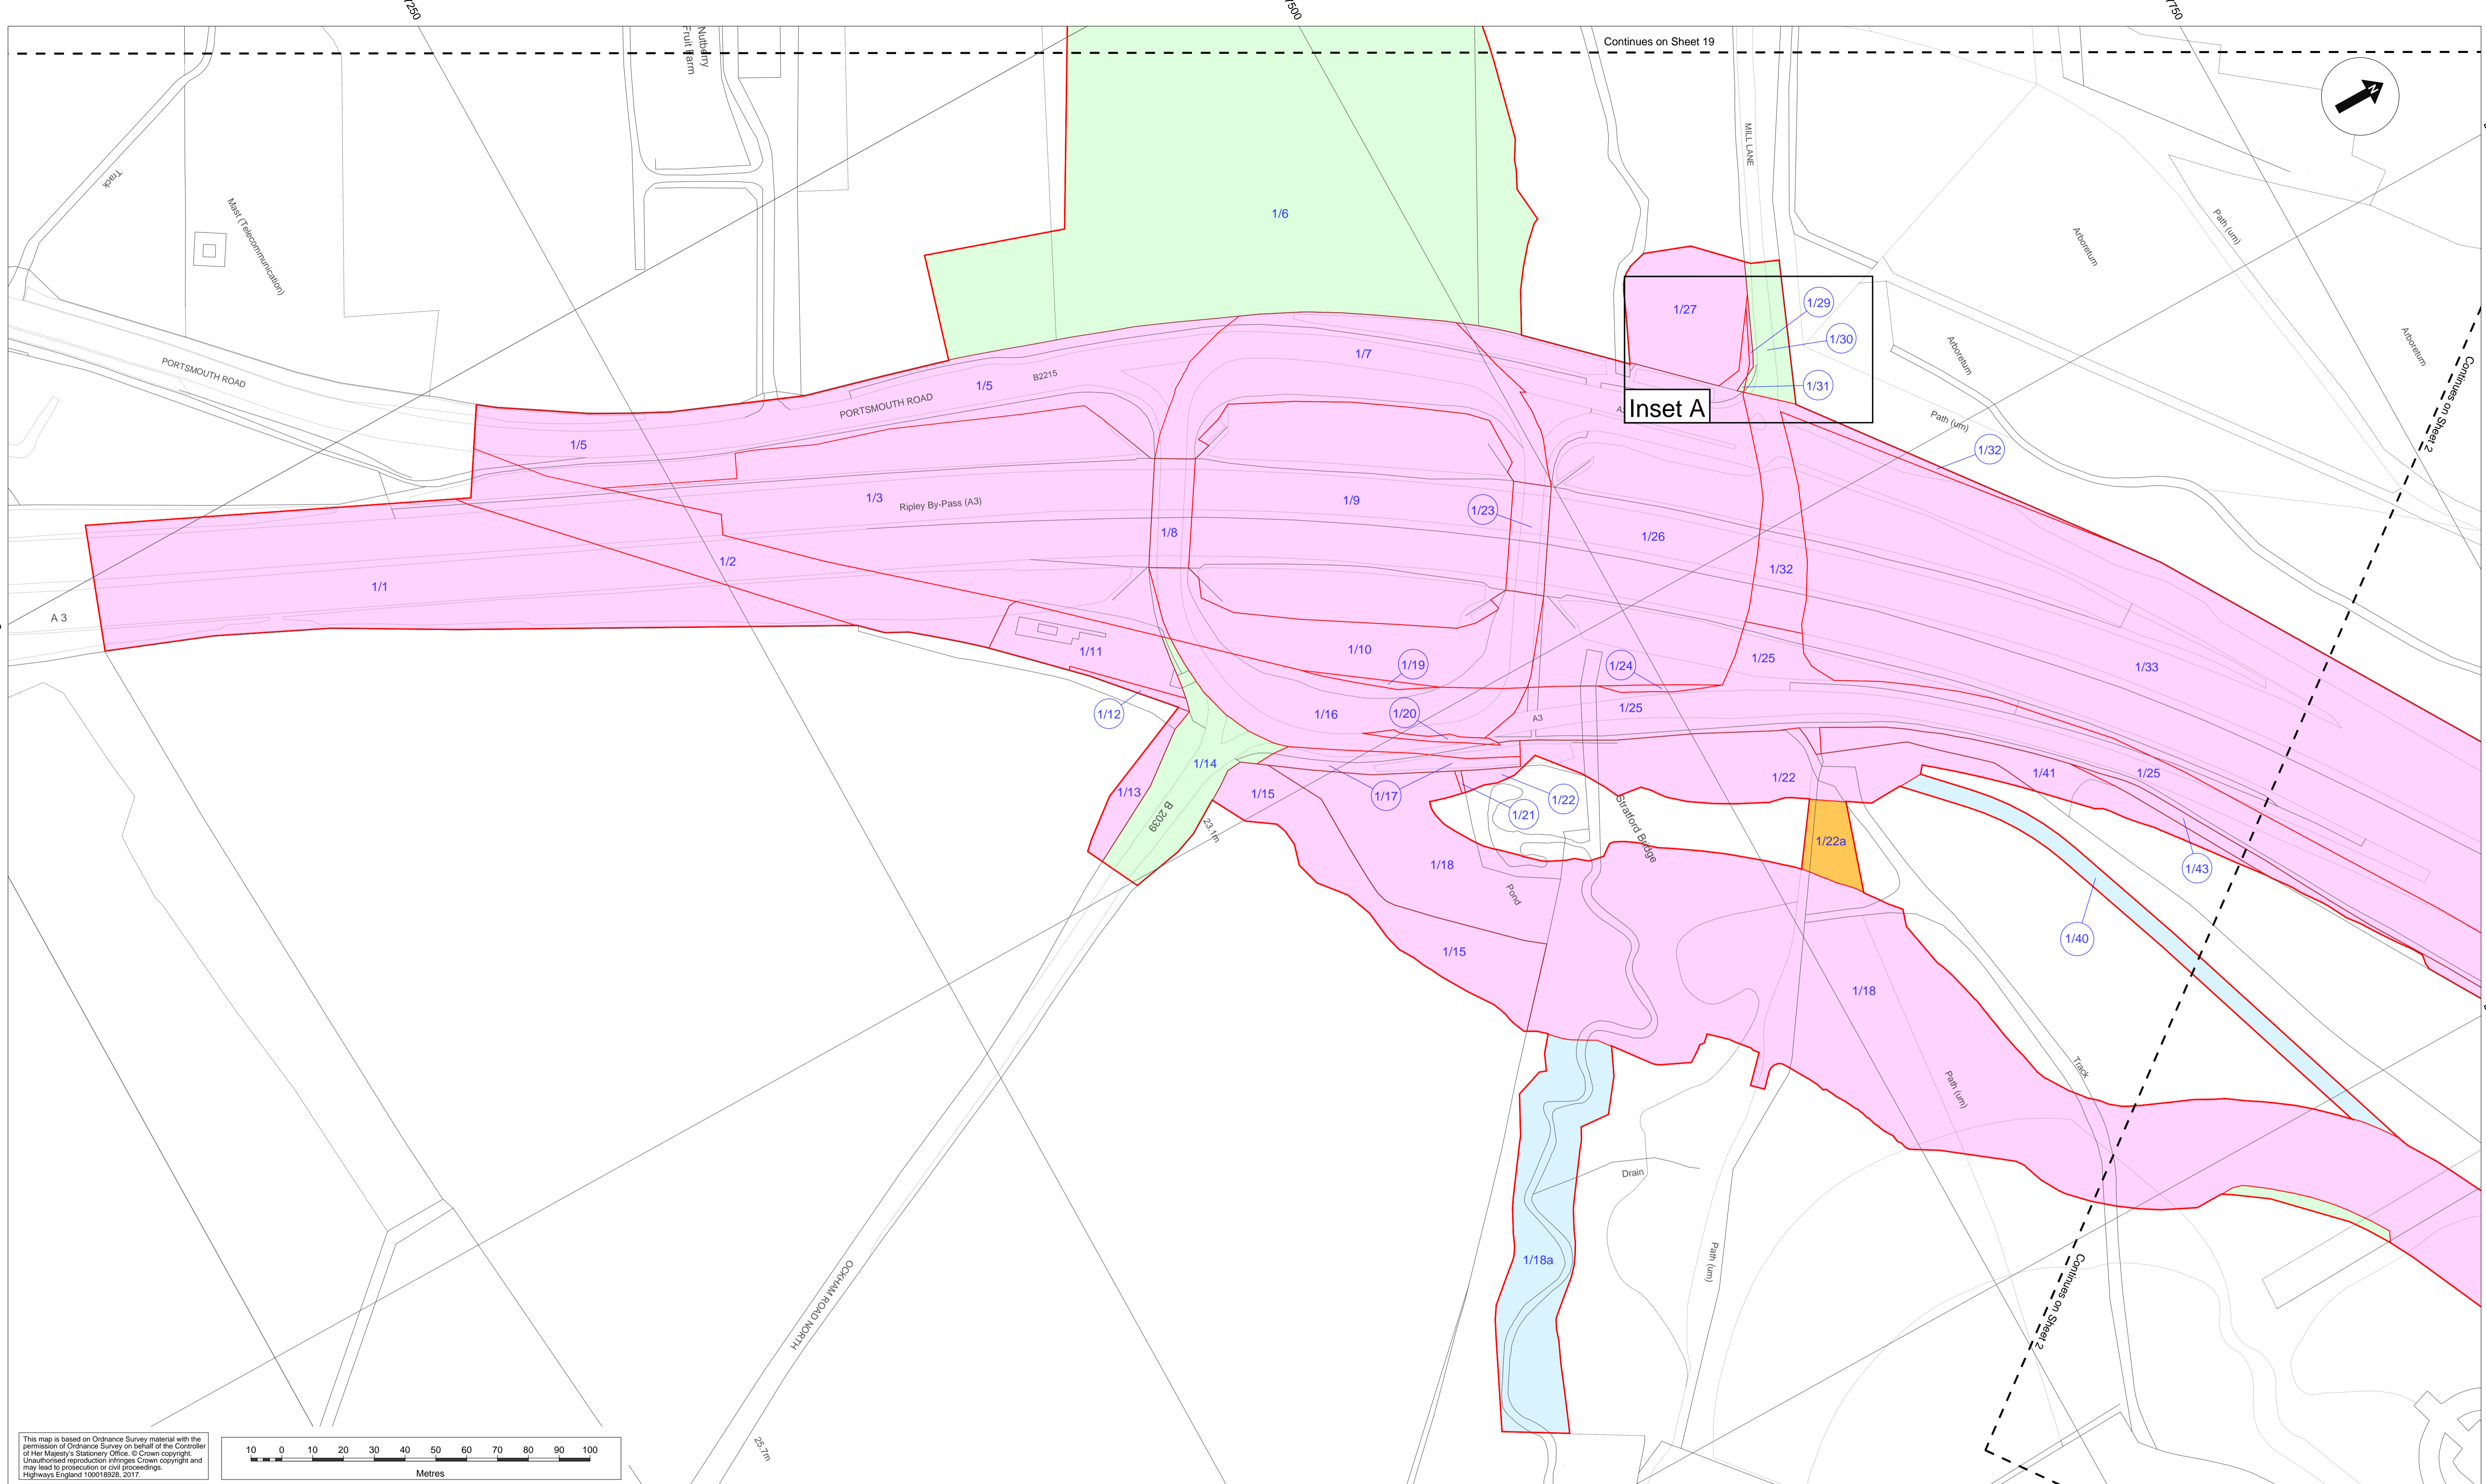 7250
7500
7750
Continues on Sheet 19
Nutberry
Fruit Farm
N
Track
Mast (Telecommunication)
MILL LANE
1/6
Path (um)
Arboretum
1/27
1/29
1/30
1/31
Inset A
Arboretum
Arboretum
Continues on Sheet 2
PORTSMOUTH ROAD
1/7
B2215
1/5
PORTSMOUTH ROAD
Path (um)
1/5
1/32
1/3
Ripley By-Pass (A3)
1/9
1/23
1/8
1/26
1/2
1/32
1/1
A 3
1/11
1/10
1/19
1/24
1/25
1/33
1/12
1/16
1/20
1/25
A3
1/14
1/13
1/15
1/17
1/22
1/21
1/22
1/41
1/25
B 2039
23.1m
Stratford Bridge
1/22a
1/43
1/18
Pond
1/40
1/15
1/18
Track
Path (um)
Drain
1/18a
Path (um)
OCKHAM ROAD NORTH
Continues on Sheet 2
25.7m
This map is based on Ordnance Survey material with the
permission of Ordnance Survey on behalf of the Controller
of Her Majesty's Stationery Office. © Crown copyright.
Unauthorised reproduction infringes Crown copyright and
may lead to prosecution or civil proceedings.
Highways England 100018928, 2017.
10 0 10 20 30 40 50 60 70 80 90 100
Metres